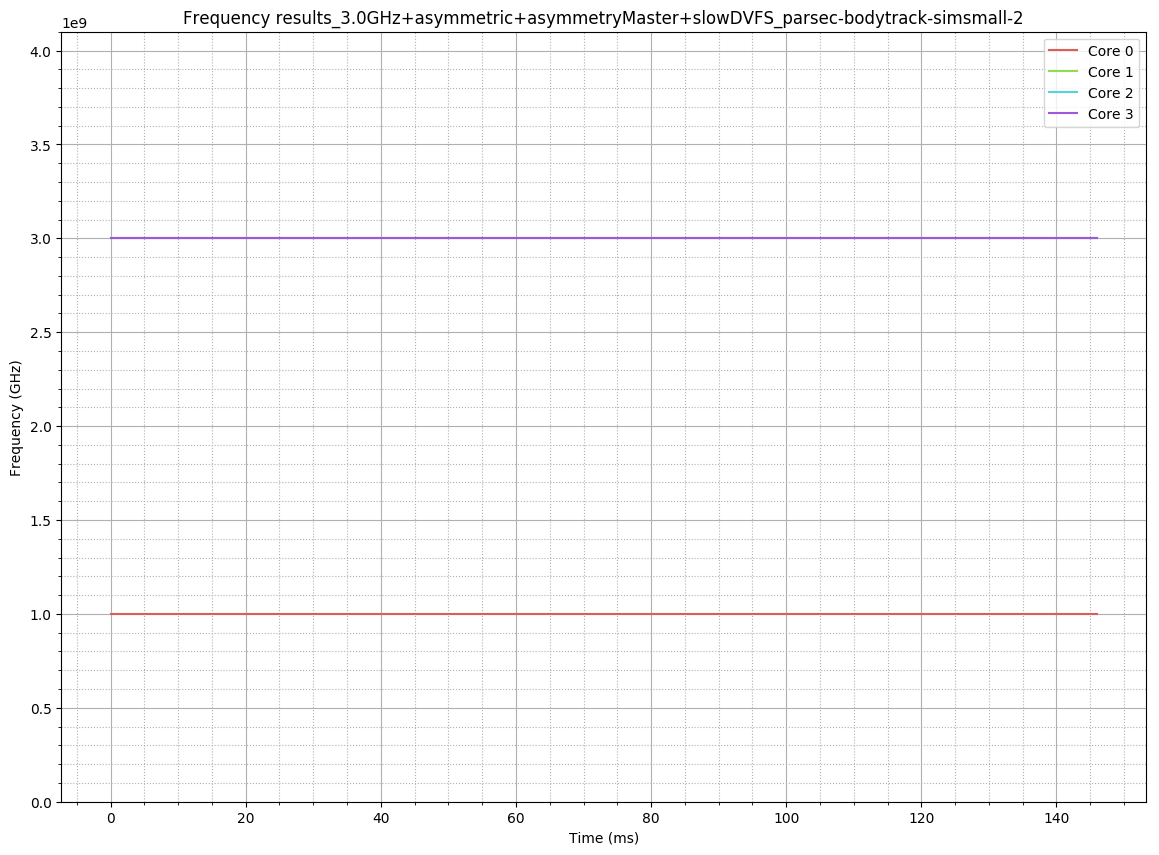 Frequency results_3.0GHz+asymmetric+asymmetryMaster+slowDVFS_parsec-bodytrack-simsmall-2
1e9
Core 0
Core 1
Core 2
Core 3
4.0
3.5
3.0
2.5
2.0
1.5
1.0
0.5
0.0
Frequency (GHz)
0 20 40 60 80 100 120 140
Time (ms)